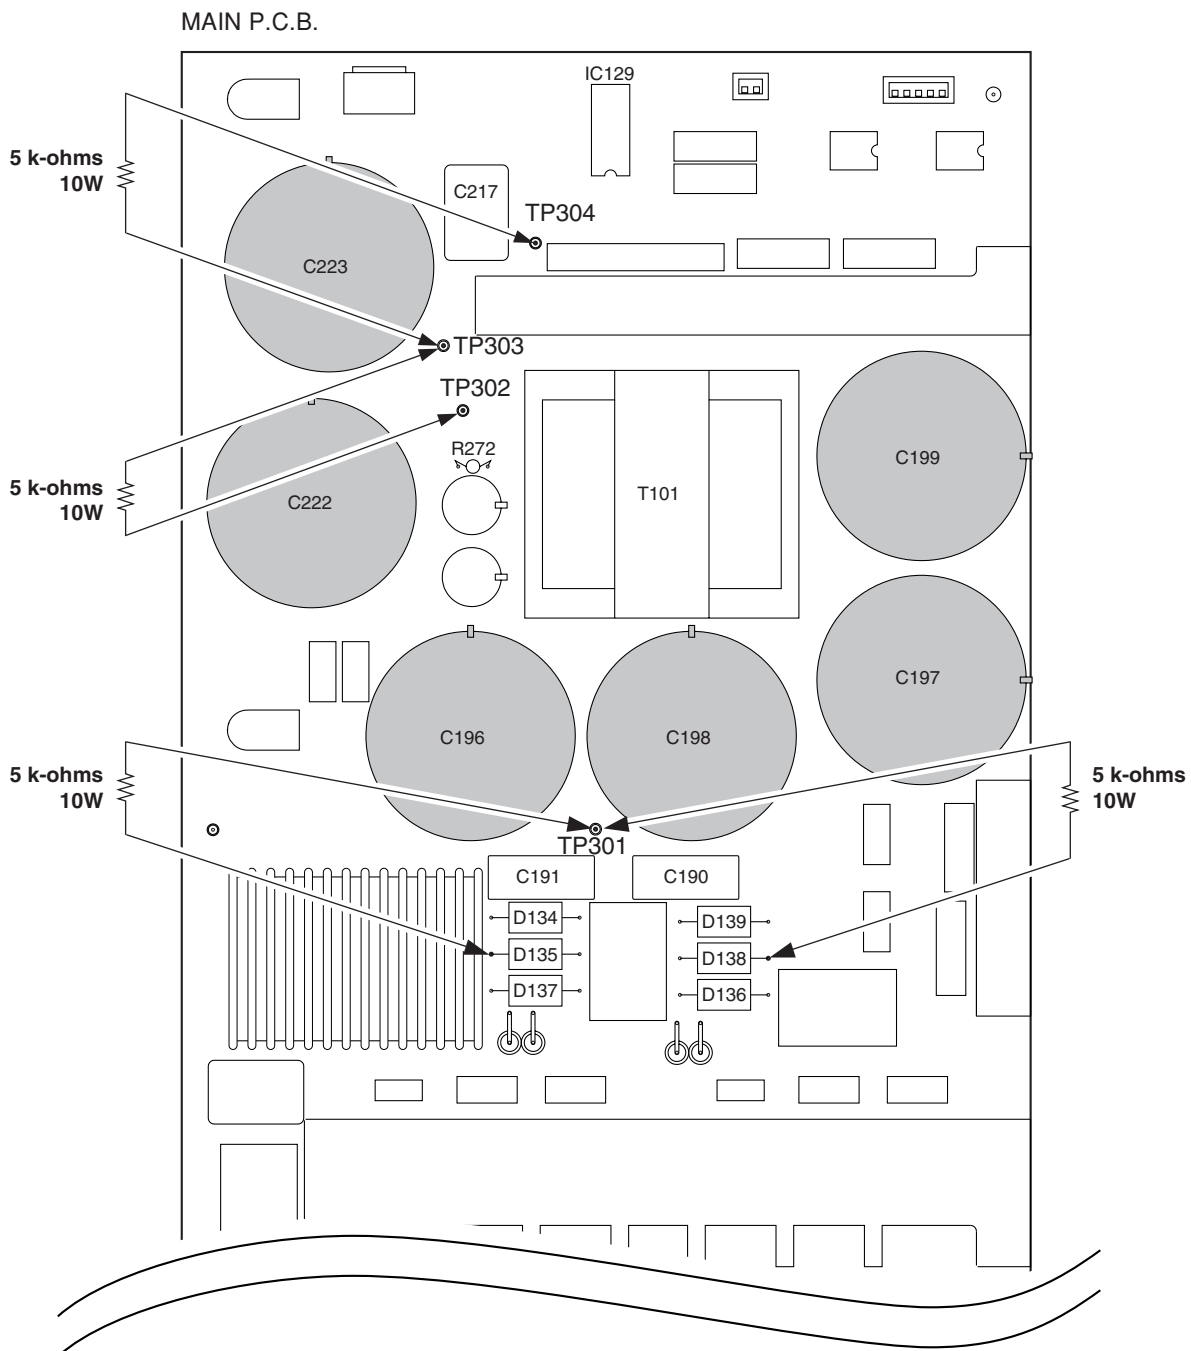 MAIN P.C.B.
IC129
5 k-ohms
10W
C217
TP304
C223
TP303
TP302
R272
C199
5 k-ohms
10W
C222
T101
C197
C196
C198
5 k-ohms
10W
5 k-ohms
10W
TP301
C191
C190
D134
D139
D135
D138
D137
D136